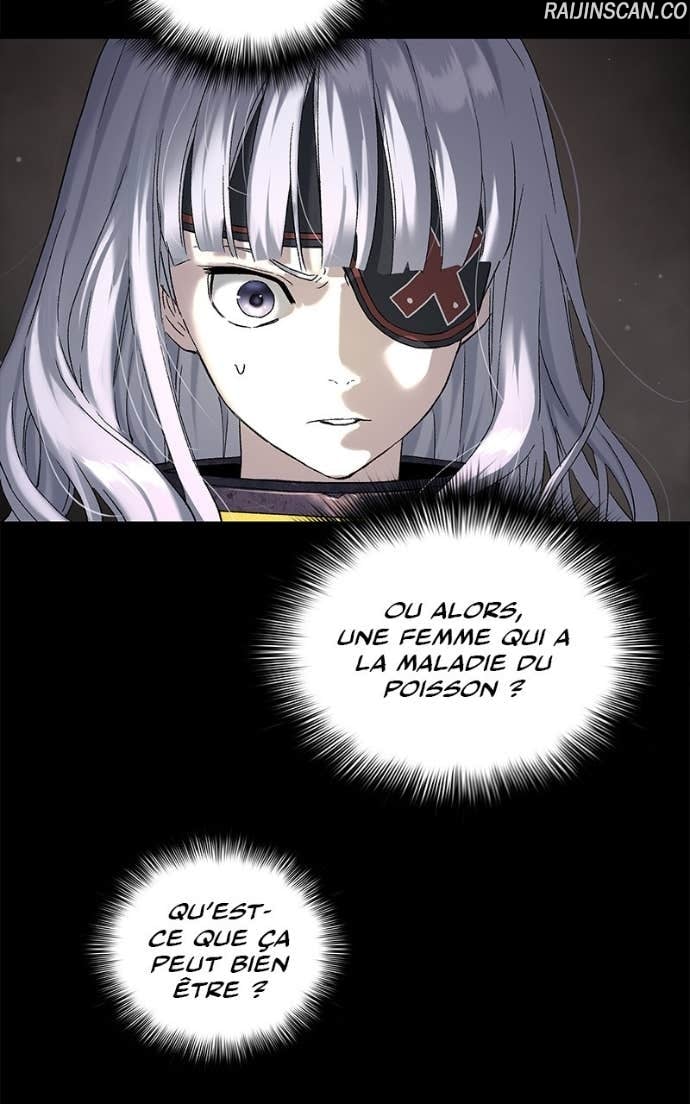 RAIJINSCAN.CO
OU ALORS,
UNE FEMME QUI A
LA MALADIE DU
POISSON ?
QU'EST-
CE QUE ÇA
PEUT BIEN
ÊTRE ?